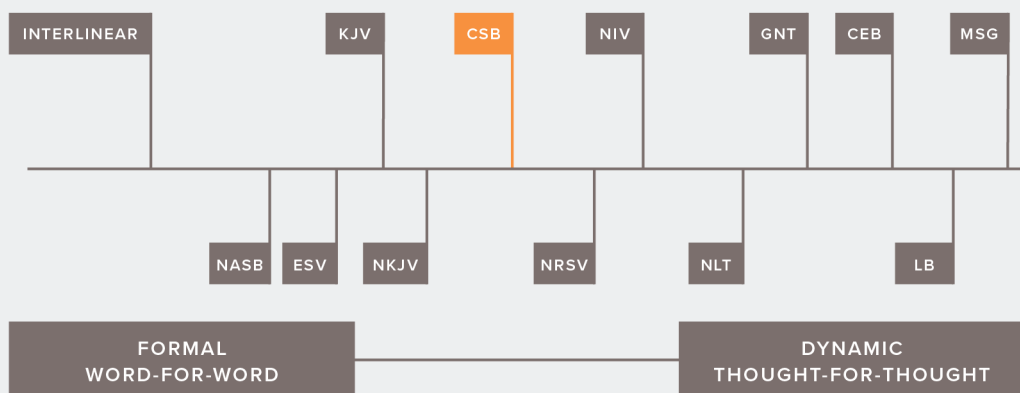 INTERLINEAR
KJV
CSB
NIV
GNT
CEB
MSG
NASB
ESV
NKJV
NRSV
NLT
LB
FORMAL
WORD-FOR-WORD
DYNAMIC
THOUGHT-FOR-THOUGHT